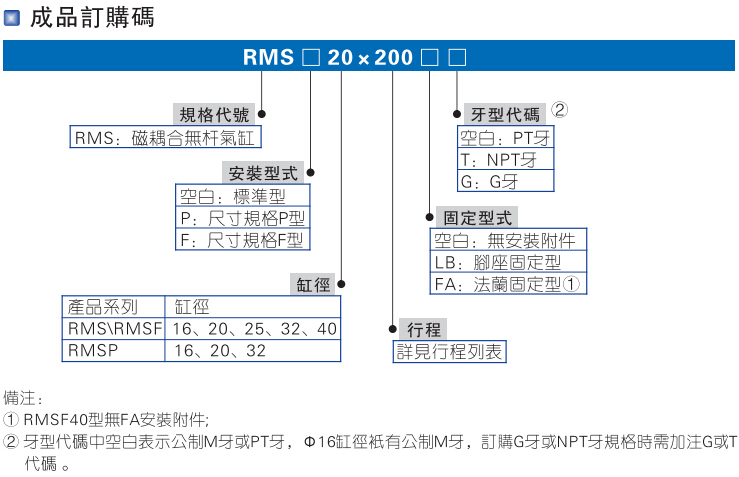 成品訂購碼
RMS □ 20×200 □ □
規格代號
RMS：磁耦合無杆氣缸
牙型代碼 ②
空白：PT牙
T：NPT牙
G：G牙
安裝型式
空白：標準型
P：尺寸規格P型
F：尺寸規格F型
固定型式
空白：無安裝附件
LB：腳座固定型
FA：法蘭固定型①
缸徑
產品系列 缸徑
RMS\RMSF 16、20、25、32、40
RMSP 16、20、32
行程
詳見行程列表
備注：
① RMSF40型無FA安裝附件;
② 牙型代碼中空白表示公制M牙或PT牙，Φ16缸徑衹有公制M牙，訂購G牙或NPT牙規格時需加注G或T
代碼 。